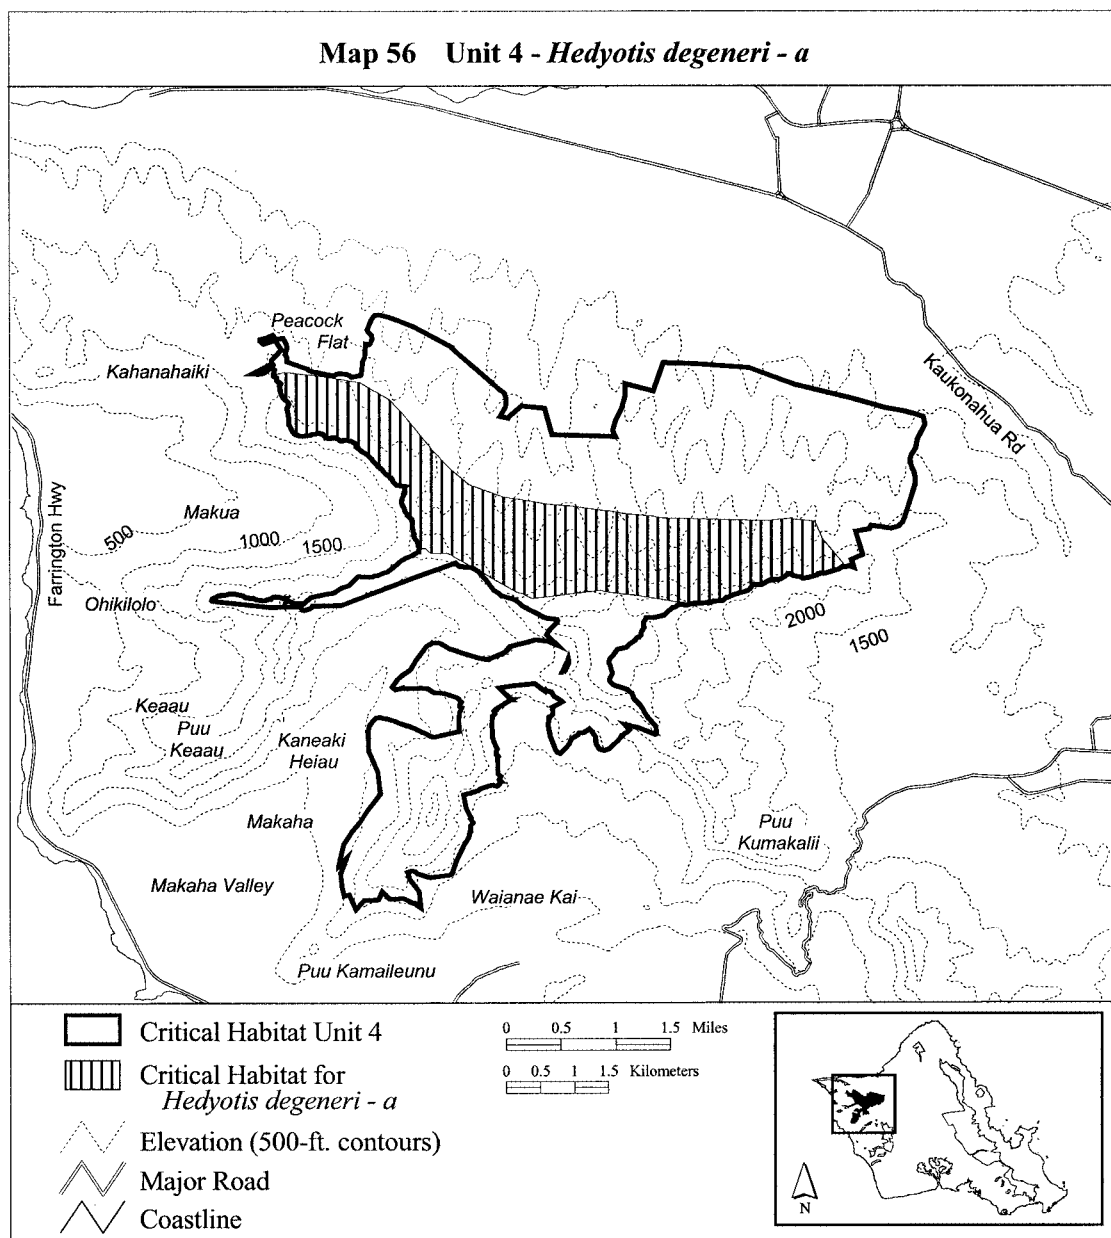 Map 56 Unit 4 - Hedyotis degeneri - a
Peacock
Flat
Kahanahaiki
Kaukonahua Rd
Farrington Hwy
Makua
500
1000
1500
Ohikilolo
2000
1500
Keaau
Puu
Keaau
Kaneaki
Heiau
Makaha
Puu
Kumakalii
Makaha Valley
Waianae Kai
Puu Kamaileunu
Critical Habitat Unit 4
Critical Habitat for
Hedyotis degeneri - a
Elevation (500-ft. contours)
Major Road
Coastline
0 0.5 1 1.5 Miles
0 0.5 1 1.5 Kilometers
N